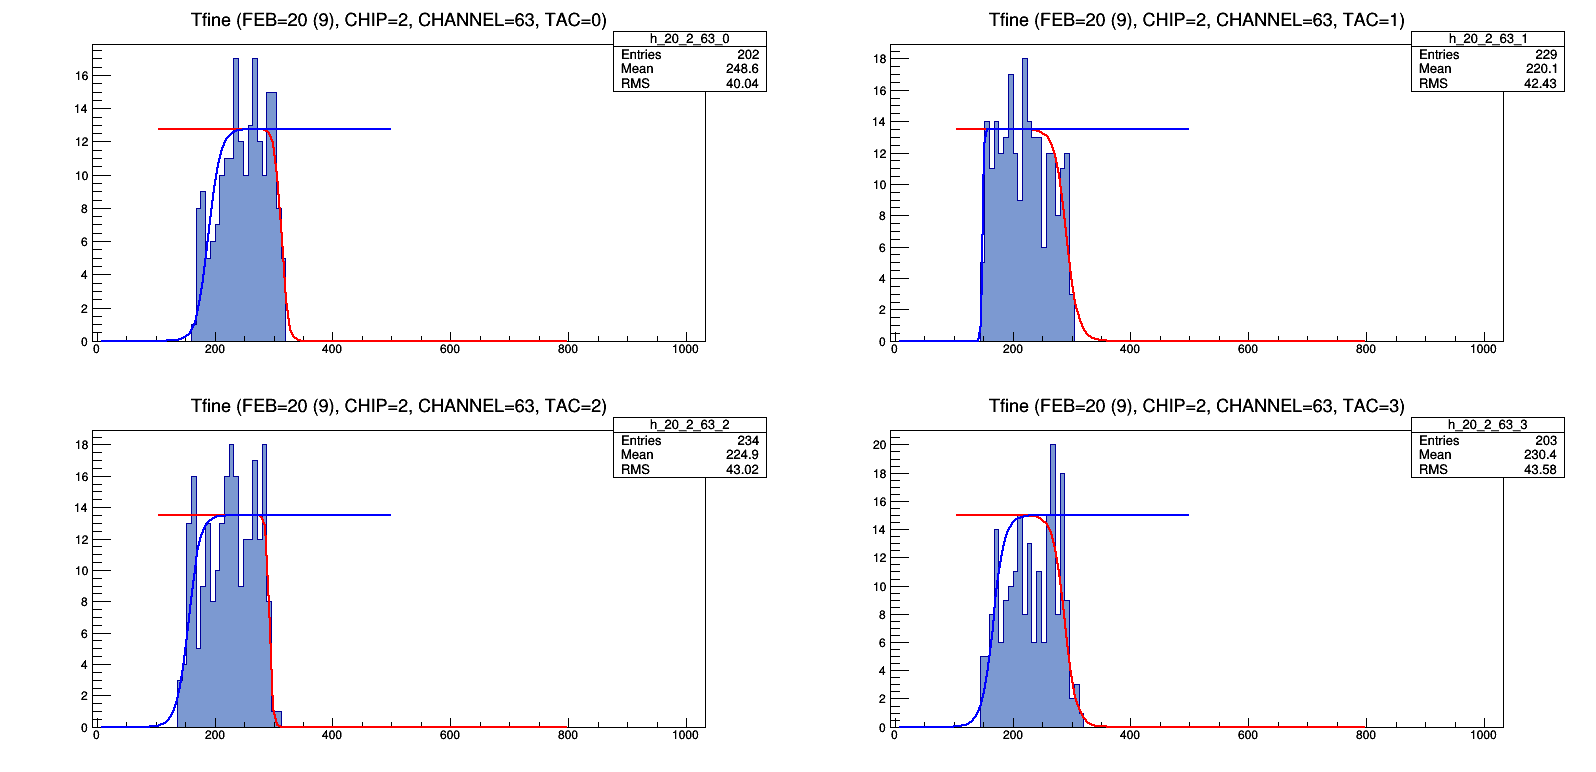 Tfine (FEB=20 (9), CHIP=2, CHANNEL=63, TAC=0)
h_20_2_63_0
Entries 202
Mean 248.6
RMS 40.04
16
14
12
10
8
6
4
2
0
0 200 400 600 800 1000
Tfine (FEB=20 (9), CHIP=2, CHANNEL=63, TAC=1)
h_20_2_63_1
Entries 229
Mean 220.1
RMS 42.43
18
16
14
12
10
8
6
4
2
0
0 200 400 600 800 1000
Tfine (FEB=20 (9), CHIP=2, CHANNEL=63, TAC=2)
h_20_2_63_2
Entries 234
Mean 224.9
RMS 43.02
18
16
14
12
10
8
6
4
2
0
0 200 400 600 800 1000
Tfine (FEB=20 (9), CHIP=2, CHANNEL=63, TAC=3)
h_20_2_63_3
Entries 203
Mean 230.4
RMS 43.58
20
18
16
14
12
10
8
6
4
2
0
0 200 400 600 800 1000